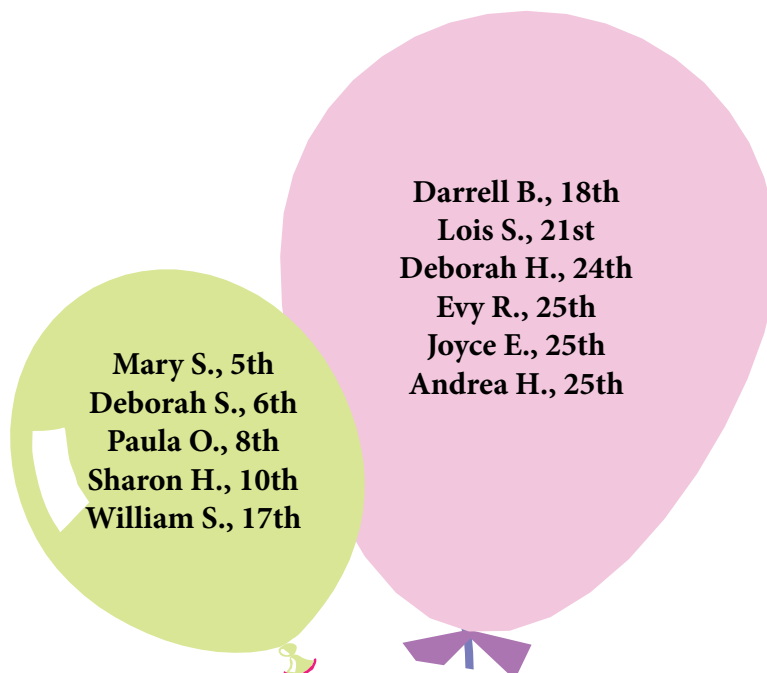 Mary S., 5th
Deborah S., 6th
Paula O., 8th
Sharon H., 10th
William S., 17th
Darrell B., 18th
Lois S., 21st
Deborah H., 24th
Evy R., 25th
Joyce E., 25th
Andrea H., 25th